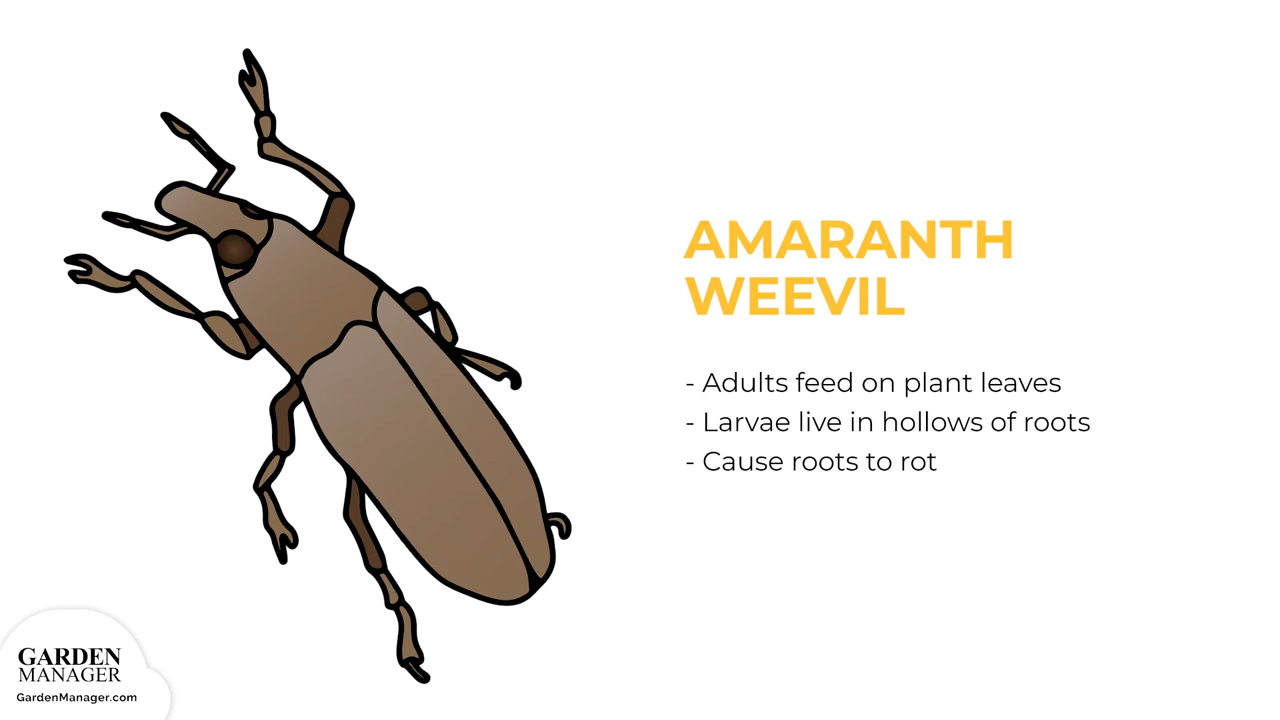 AMARANTH
WEEVIL
- Adults feed on plant leaves
- Larvae live in hollows of roots
- Cause roots to rot
GARDEN
MANAGER
GardenManager.com